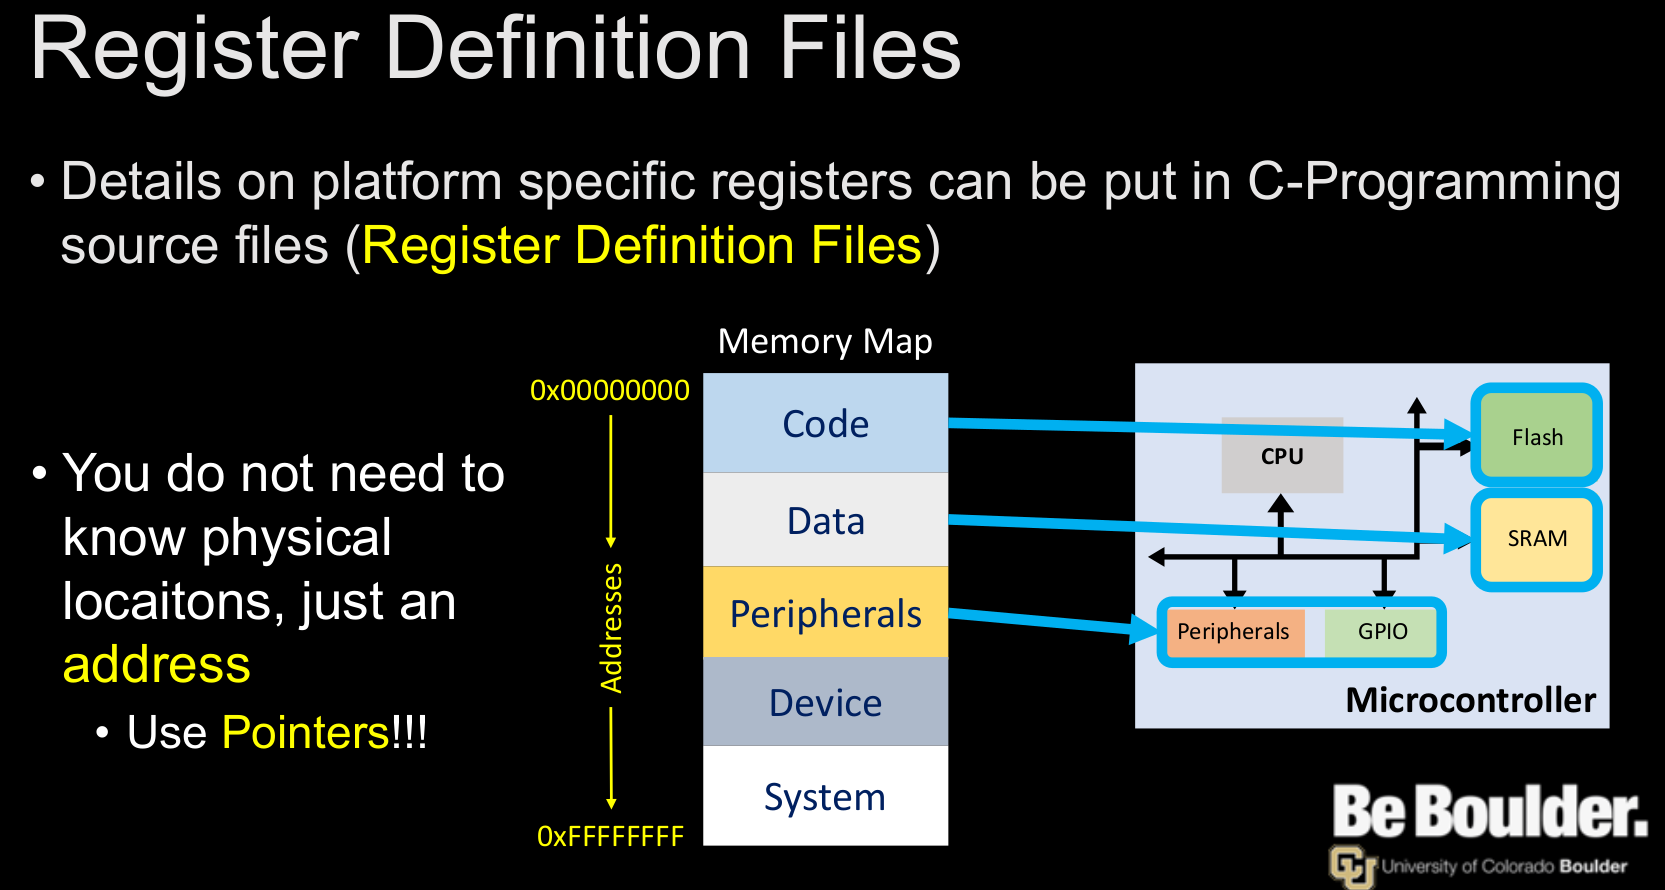 Register Definition Files
• Details on platform specific registers can be put in C-Programming
source files (Register Definition Files)
• You do not need to
know physical
locaitons, just an
address
• Use Pointers!!!
Memory Map
0x00000000
Addresses
0xFFFFFFFF
Code
Data
Peripherals
Device
System
CPU
Flash
SRAM
Peripherals
GPIO
Microcontroller
Be Boulder.
CU
University of Colorado Boulder